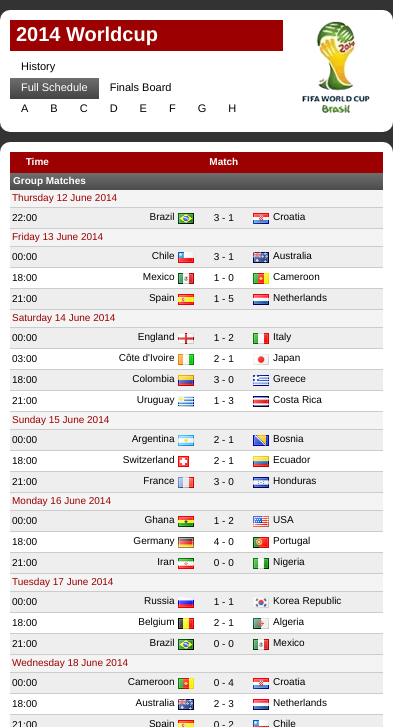 2014 Worldcup
2014
FIFA WORLD CUP
Brasil
History
Full Schedule Finals Board
A B C D E F G H
Time Match
Group Matches
Thursday 12 June 2014
22:00 Brazil 3 - 1 Croatia
Friday 13 June 2014
00:00 Chile 3 - 1 Australia
18:00 Mexico 1 - 0 Cameroon
21:00 Spain 1 - 5 Netherlands
Saturday 14 June 2014
00:00 England 1 - 2 Italy
03:00 Côte d'Ivoire 2 - 1 Japan
18:00 Colombia 3 - 0 Greece
21:00 Uruguay 1 - 3 Costa Rica
Sunday 15 June 2014
00:00 Argentina 2 - 1 Bosnia
18:00 Switzerland 2 - 1 Ecuador
21:00 France 3 - 0 Honduras
Monday 16 June 2014
00:00 Ghana 1 - 2 USA
18:00 Germany 4 - 0 Portugal
21:00 Iran 0 - 0 Nigeria
Tuesday 17 June 2014
00:00 Russia 1 - 1 Korea Republic
18:00 Belgium 2 - 1 Algeria
21:00 Brazil 0 - 0 Mexico
Wednesday 18 June 2014
00:00 Cameroon 0 - 4 Croatia
18:00 Australia 2 - 3 Netherlands
21:00 Spain 0 - 2 Chile